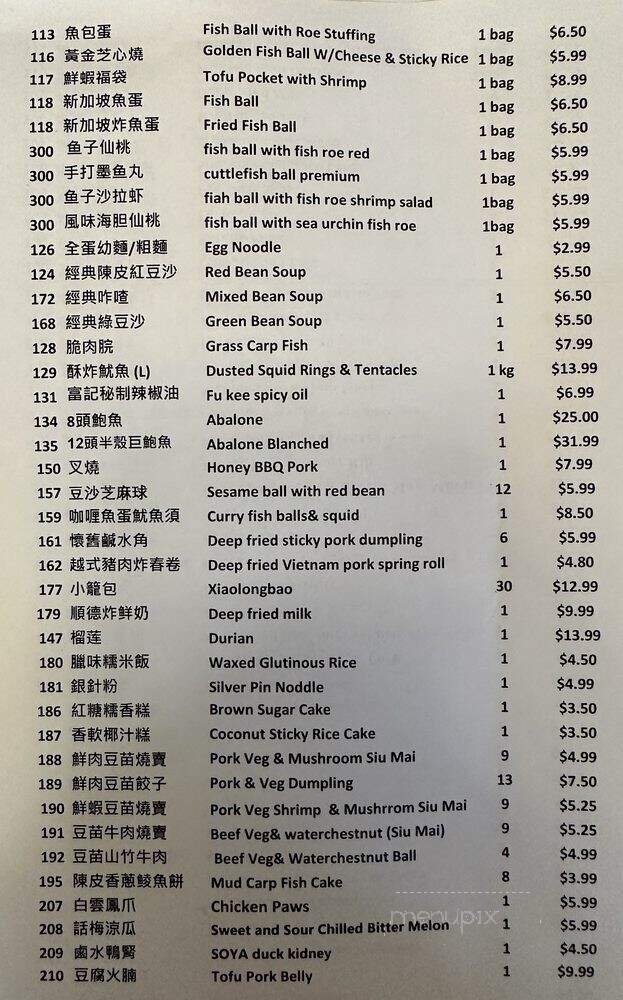 113 魚包蛋 Fish Ball with Roe Stuffing 1 bag $6.50
116 黃金芝心燒 Golden Fish Ball W/Cheese & Sticky Rice 1 bag $5.99
117 鮮蝦福袋 Tofu Pocket with Shrimp 1 bag $8.99
118 新加坡魚蛋 Fish Ball 1 bag $6.50
118 新加坡炸魚蛋 Fried Fish Ball 1 bag $6.50
300 鱼子仙桃 fish ball with fish roe red 1 bag $5.99
300 手打墨鱼丸 cuttlefish ball premium 1 bag $5.99
300 鱼子沙拉虾 fiah ball with fish roe shrimp salad 1bag $5.99
300 風味海胆仙桃 fish ball with sea urchin fish roe 1bag $5.99
126 全蛋幼麵/粗麵 Egg Noodle 1 $2.99
124 經典陳皮紅豆沙 Red Bean Soup 1 $5.50
172 經典咋喳 Mixed Bean Soup 1 $6.50
168 經典綠豆沙 Green Bean Soup 1 $5.50
128 脆肉脘 Grass Carp Fish 1 $7.99
129 酥炸魷魚 (L) Dusted Squid Rings & Tentacles 1 kg $13.99
131 富記秘制辣椒油 Fu kee spicy oil 1 $6.99
134 8頭鮑魚 Abalone 1 $25.00
135 12頭半殼巨鮑魚 Abalone Blanched 1 $31.99
150 叉燒 Honey BBQ Pork 1 $7.99
157 豆沙芝麻球 Sesame ball with red bean 12 $5.99
159 咖喱魚蛋魷魚須 Curry fish balls& squid 1 $8.50
161 懷舊鹹水角 Deep fried sticky pork dumpling 6 $5.99
162 越式豬肉炸春卷 Deep fried Vietnam pork spring roll 1 $4.80
177 小籠包 Xiaolongbao 30 $12.99
179 順德炸鮮奶 Deep fried milk 1 $9.99
147 榴莲 Durian 1 $13.99
180 臘味糯米飯 Waxed Glutinous Rice 1 $4.50
181 銀針粉 Silver Pin Noddle 1 $4.99
186 紅糖糯香糕 Brown Sugar Cake 1 $3.50
187 香軟椰汁糕 Coconut Sticky Rice Cake 1 $3.50
188 鮮肉豆苗燒賣 Pork Veg & Mushroom Siu Mai 9 $4.99
189 鮮肉豆苗餃子 Pork & Veg Dumpling 13 $7.50
190 鮮蝦豆苗燒賣 Pork Veg Shrimp & Mushrrom Siu Mai 9 $5.25
191 豆苗牛肉燒賣 Beef Veg& waterchestnut (Siu Mai) 9 $5.25
192 豆苗山竹牛肉 Beef Veg& Waterchestnut Ball 4 $4.99
195 陳皮香蔥鯪魚餅 Mud Carp Fish Cake 8 $3.99
207 白雲鳳爪 Chicken Paws 1 $5.99
menupix
208 話梅涼瓜 Sweet and Sour Chilled Bitter Melon 1 $5.99
209 鹵水鴨腎 SOYA duck kidney 1 $4.50
210 豆腐火腩 Tofu Pork Belly 1 $9.99